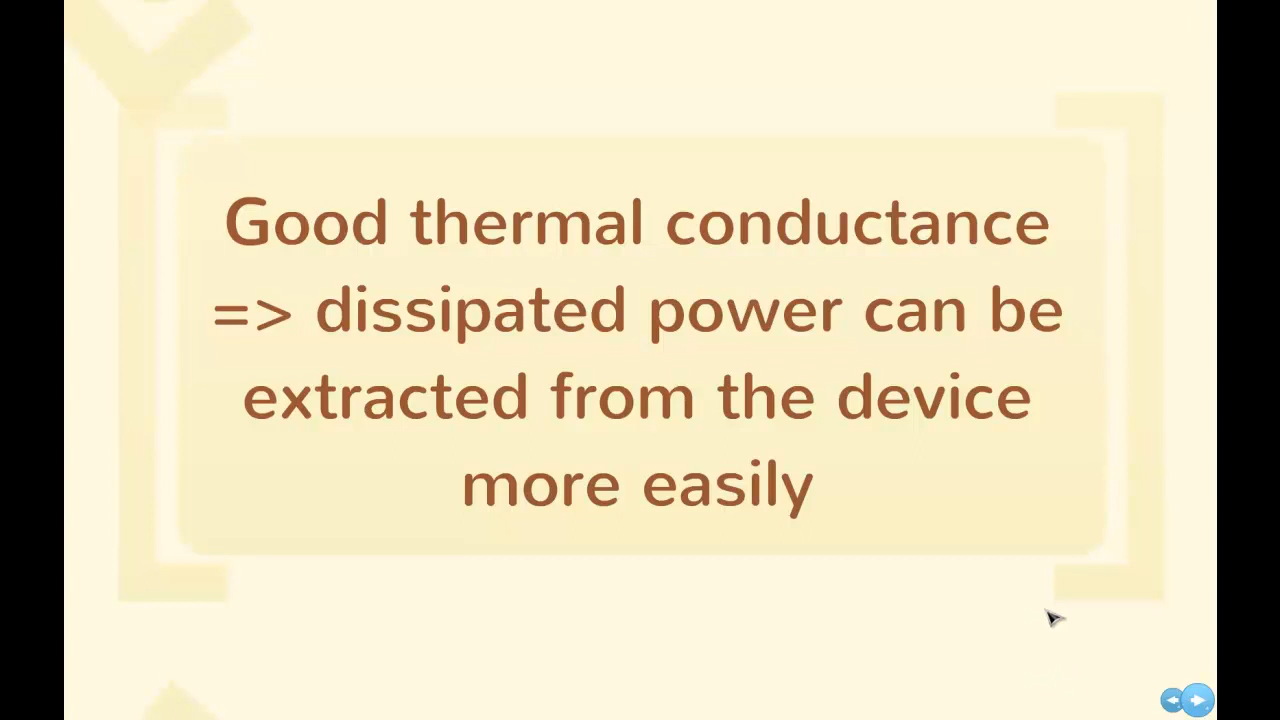 Good thermal conductance
=> dissipated power can be
extracted from the device
more easily